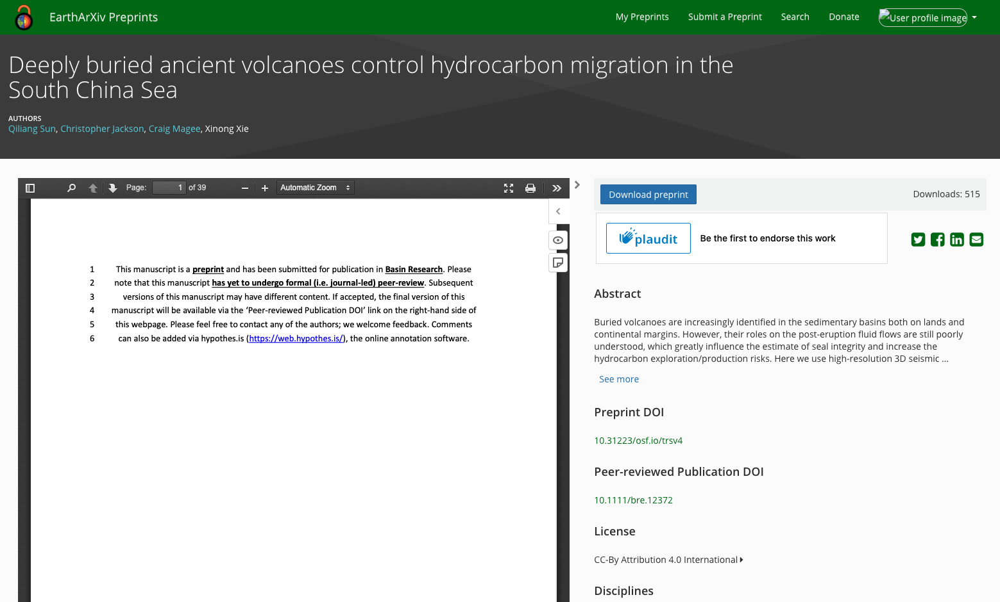 EarthArXiv Preprints
My Preprints Submit a Preprint Search Donate User profile image
Deeply buried ancient volcanoes control hydrocarbon migration in the
South China Sea
AUTHORS
Qiliang Sun, Christopher Jackson, Craig Magee, Xinong Xie
Page: 1 of 39 Automatic Zoom
1 This manuscript is a preprint and has been submitted for publication in Basin Research. Please
2 note that this manuscript has yet to undergo formal (i.e. journal-led) peer-review. Subsequent
3 versions of this manuscript may have different content. If accepted, the final version of this
4 manuscript will be available via the ‘Peer-reviewed Publication DOI’ link on the right-hand side of
5 this webpage. Please feel free to contact any of the authors; we welcome feedback. Comments
6 can also be added via hypothes.is (https://web.hypothes.is/), the online annotation software.
Download preprint Downloads: 515
plaudit Be the first to endorse this work
Abstract
Buried volcanoes are increasingly identified in the sedimentary basins both on lands and
continental margins. However, their roles on the post-eruption fluid flows are still poorly
understood, which greatly influence the estimate of seal integrity and increase the
hydrocarbon exploration/production risks. Here we use high-resolution 3D seismic ...
See more
Preprint DOI
10.31223/osf.io/trsv4
Peer-reviewed Publication DOI
10.1111/bre.12372
License
CC-By Attribution 4.0 International
Disciplines